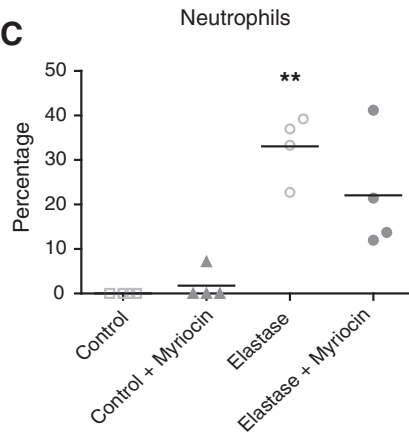 C
Neutrophils
**
Percentage
50
40
30
20
10
0
Control
Control + Myriocin
Elastase
Elastase + Myriocin